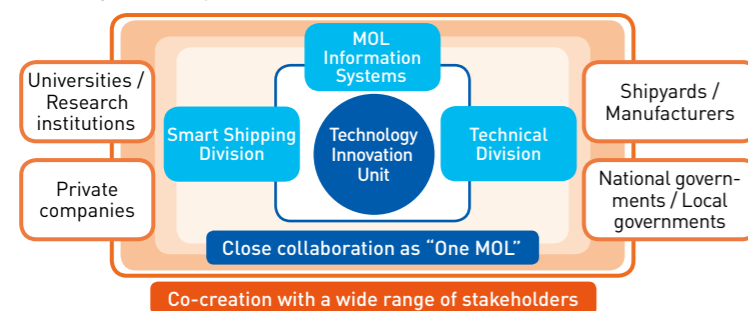 MOL
Information
Systems
Universities /
Research
institutions
Shipyards /
Manufacturers
Smart Shipping
Division
Technology
Innovation
Unit
Technical
Division
Private
companies
National govern-
ments / Local
governments
Close collaboration as “One MOL”
Co-creation with a wide range of stakeholders